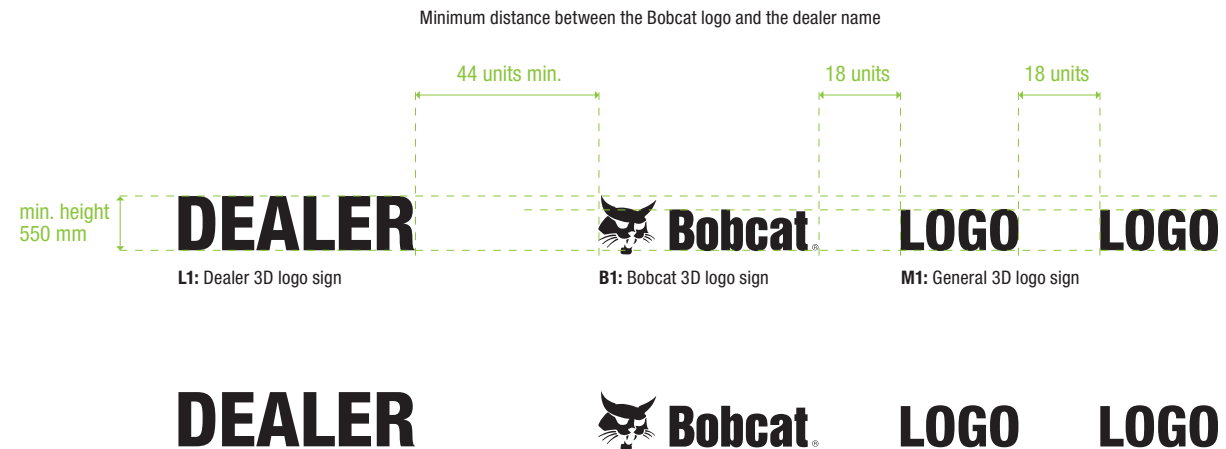 Minimum distance between the Bobcat logo and the dealer name
44 units min.
18 units
18 units
min. height
550 mm
DEALER
Bobcat®
LOGO
LOGO
L1: Dealer 3D logo sign
B1: Bobcat 3D logo sign
M1: General 3D logo sign
DEALER
Bobcat®
LOGO
LOGO